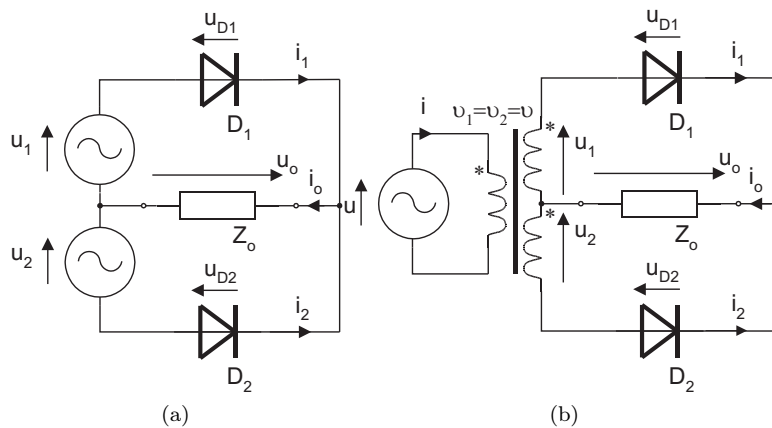 u_D1
i_1
D_1
u_1
u_o
i_o
Z_o
u_2
u_D2
i_2
D_2
(a)
u_D1
i_1
i
υ_1=υ_2=υ
D_1
*
*
u_1
u_o
i_o
u
*
Z_o
u_2
u_D2
i_2
D_2
(b)